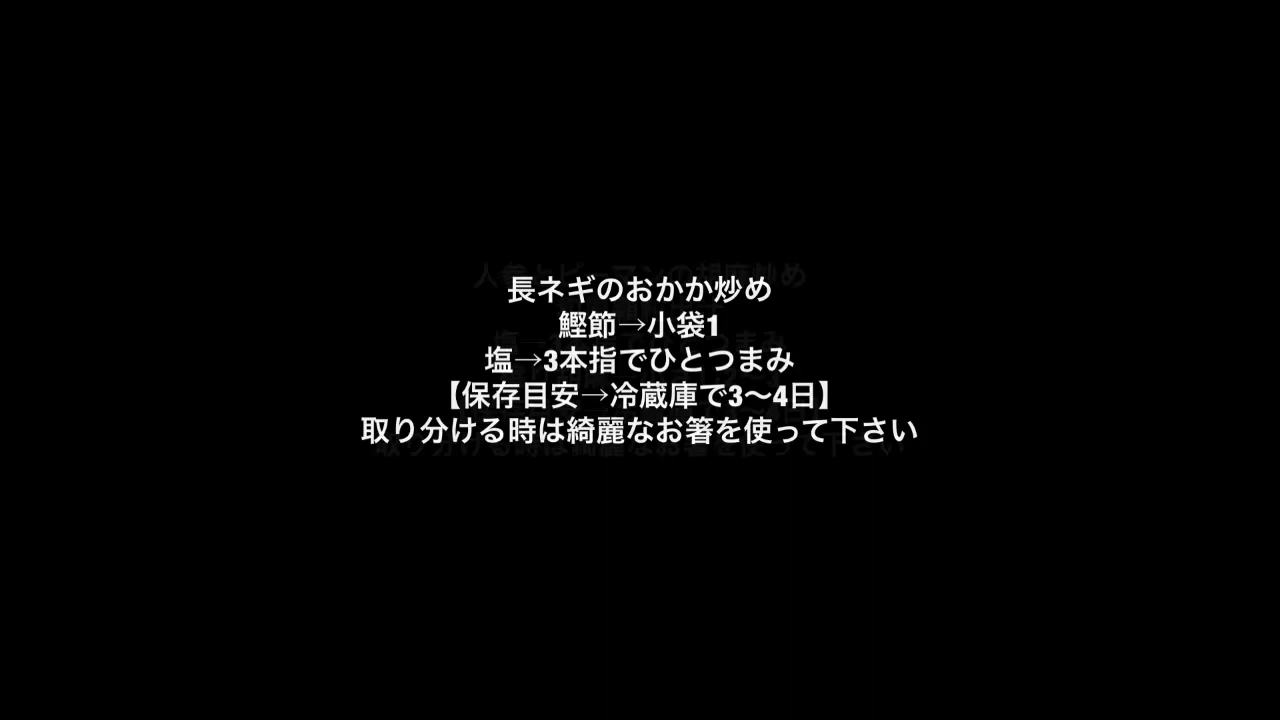 長ネギのおかか炒め
鰹節→小袋1
塩→3本指でひとつまみ
【保存目安→冷蔵庫で3〜4日】
取り分ける時は綺麗なお箸を使って下さい